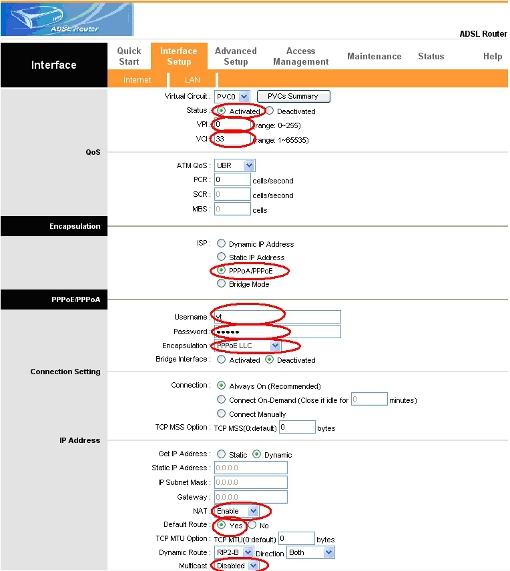 ADSL Router
ADSL Router
Interface
Quick Start
Interface Setup
Advanced Setup
Access Management
Maintenance
Status
Help
Internet
LAN
Virtual Circuit : PVC0 PVCs Summary
Status : Activated Deactivated
VPI : 0 (range: 0~255)
VCI : 33 (range: 1~65535)
QoS
ATM QoS : UBR
PCR : 0 cells/second
SCR : 0 cells/second
MBS : 0 cells
Encapsulation
ISP : Dynamic IP Address
Static IP Address
PPPoA/PPPoE
Bridge Mode
PPPoE/PPPoA
Username :
Password : •••••
Encapsulation : PPPoE LLC
Bridge Interface : Activated Deactivated
Connection Setting
Connection : Always On (Recommended)
Connect On-Demand (Close if idle for 0 minutes)
Connect Manually
TCP MSS Option : TCP MSS(0:default) 0 bytes
IP Address
Get IP Address : Static Dynamic
Static IP Address : 0.0.0.0
IP Subnet Mask : 0.0.0.0
Gateway : 0.0.0.0
NAT : Enable
Default Route : Yes No
TCP MTU Option : TCP MTU(0:default) 0 bytes
Dynamic Route : RIP2-B Direction Both
Multicast : Disabled